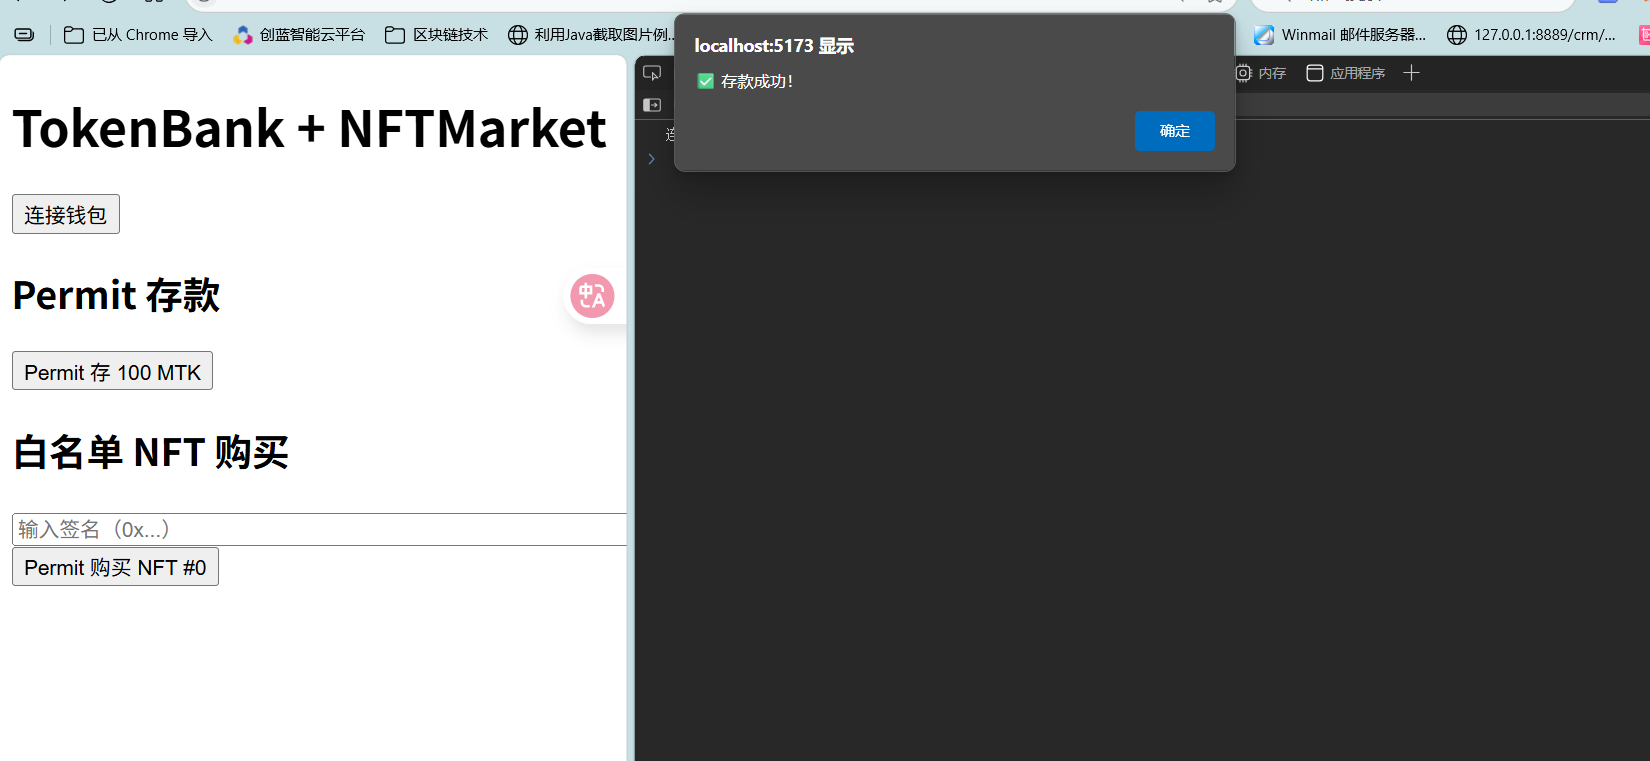 已从 Chrome 导入
创蓝智能云平台
区块链技术
利用Java截取图片例...
Winmail 邮件服务器...
127.0.0.1:8889/crm/...
localhost:5173 显示
✅ 存款成功！
确定
内存
应用程序
TokenBank + NFTMarket
连接钱包
Permit 存款
中A
Permit 存 100 MTK
白名单 NFT 购买
输入签名（0x...）
Permit 购买 NFT #0